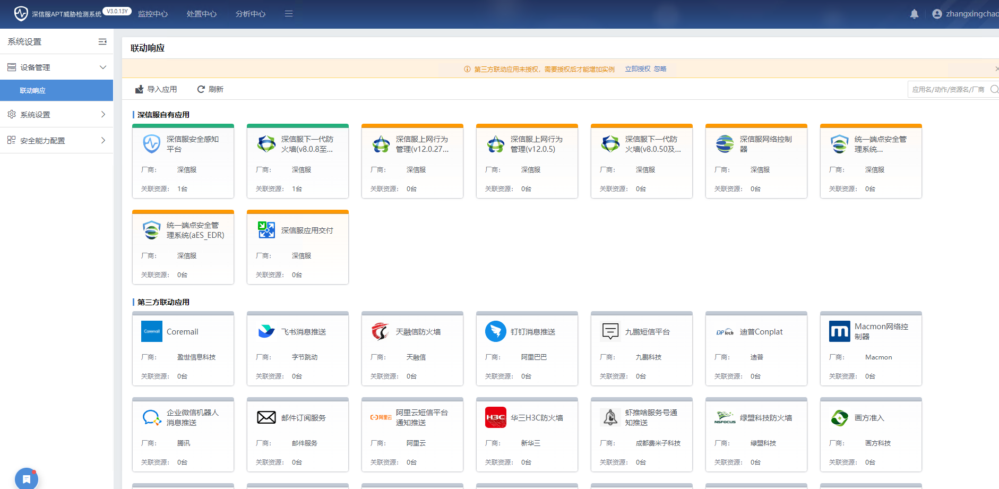 深信服APT威胁检测系统 V3.0.13Y 监控中心 处置中心 分析中心 zhangxingchao
系统设置
设备管理
联动响应
系统设置
安全能力配置
联动响应
第三方联动应用未授权，需要授权后才能增加实例 立即授权 忽略
导入应用 刷新 应用名/动作/资源名/厂商
深信服自有应用
深信服安全感知
平台
厂商： 深信服
关联资源： 1台
深信服下一代防
火墙(v8.0.8至...
厂商： 深信服
关联资源： 1台
深信服上网行为
管理(v12.0.27...
厂商： 深信服
关联资源： 0台
深信服上网行为
管理(v12.0.5)
厂商： 深信服
关联资源： 0台
深信服下一代防
火墙(v8.0.50及...
厂商： 深信服
关联资源： 0台
深信服网络控制
器
厂商： 深信服
关联资源： 0台
统一端点安全管
理系统...
厂商： 深信服
关联资源： 0台
统一端点安全管
理系统(aES_EDR)
厂商： 深信服
关联资源： 0台
深信服应用交付
厂商： 深信服
关联资源： 0台
第三方联动应用
Coremail Coremail
厂商： 盈世信息科技
关联资源： 0台
飞书消息推送
厂商： 字节跳动
关联资源： 0台
天融信防火墙
厂商： 天融信
关联资源： 0台
钉钉消息推送
厂商： 阿里巴巴
关联资源： 0台
九鹏短信平台
厂商： 九鹏科技
关联资源： 0台
DPtech 迪普Conplat
厂商： 迪普
关联资源： 0台
m Macmon网络控
制器
厂商： Macmon
关联资源： 0台
企业微信机器人
消息推送
厂商： 腾讯
关联资源： 0台
邮件订阅服务
厂商： 邮件服务
关联资源： 0台
阿里云 阿里云短信平台
通知推送
厂商： 阿里云
关联资源： 0台
H3C 华三H3C防火墙
厂商： 新华三
关联资源： 0台
虾推啥服务号通
知推送
厂商： 成都费米子科技
关联资源： 0台
NSFOCUS 绿盟科技防火墙
厂商： 绿盟科技
关联资源： 0台
画方准入
厂商： 画方科技
关联资源： 0台